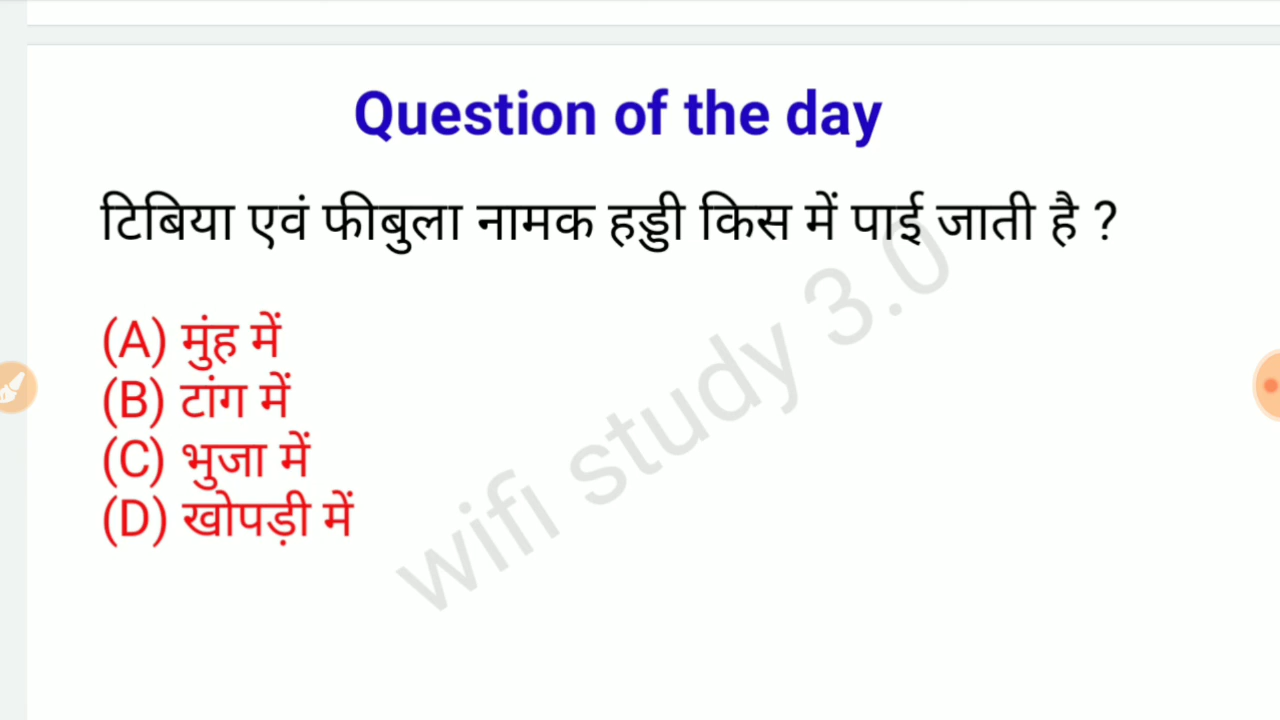 Question of the day
टिबिया एवं फीबुला नामक हड्डी किस में पाई जाती है ?
(A) मुंह में
(B) टांग में
(C) भुजा में
(D) खोपड़ी में
wifi study 3.0